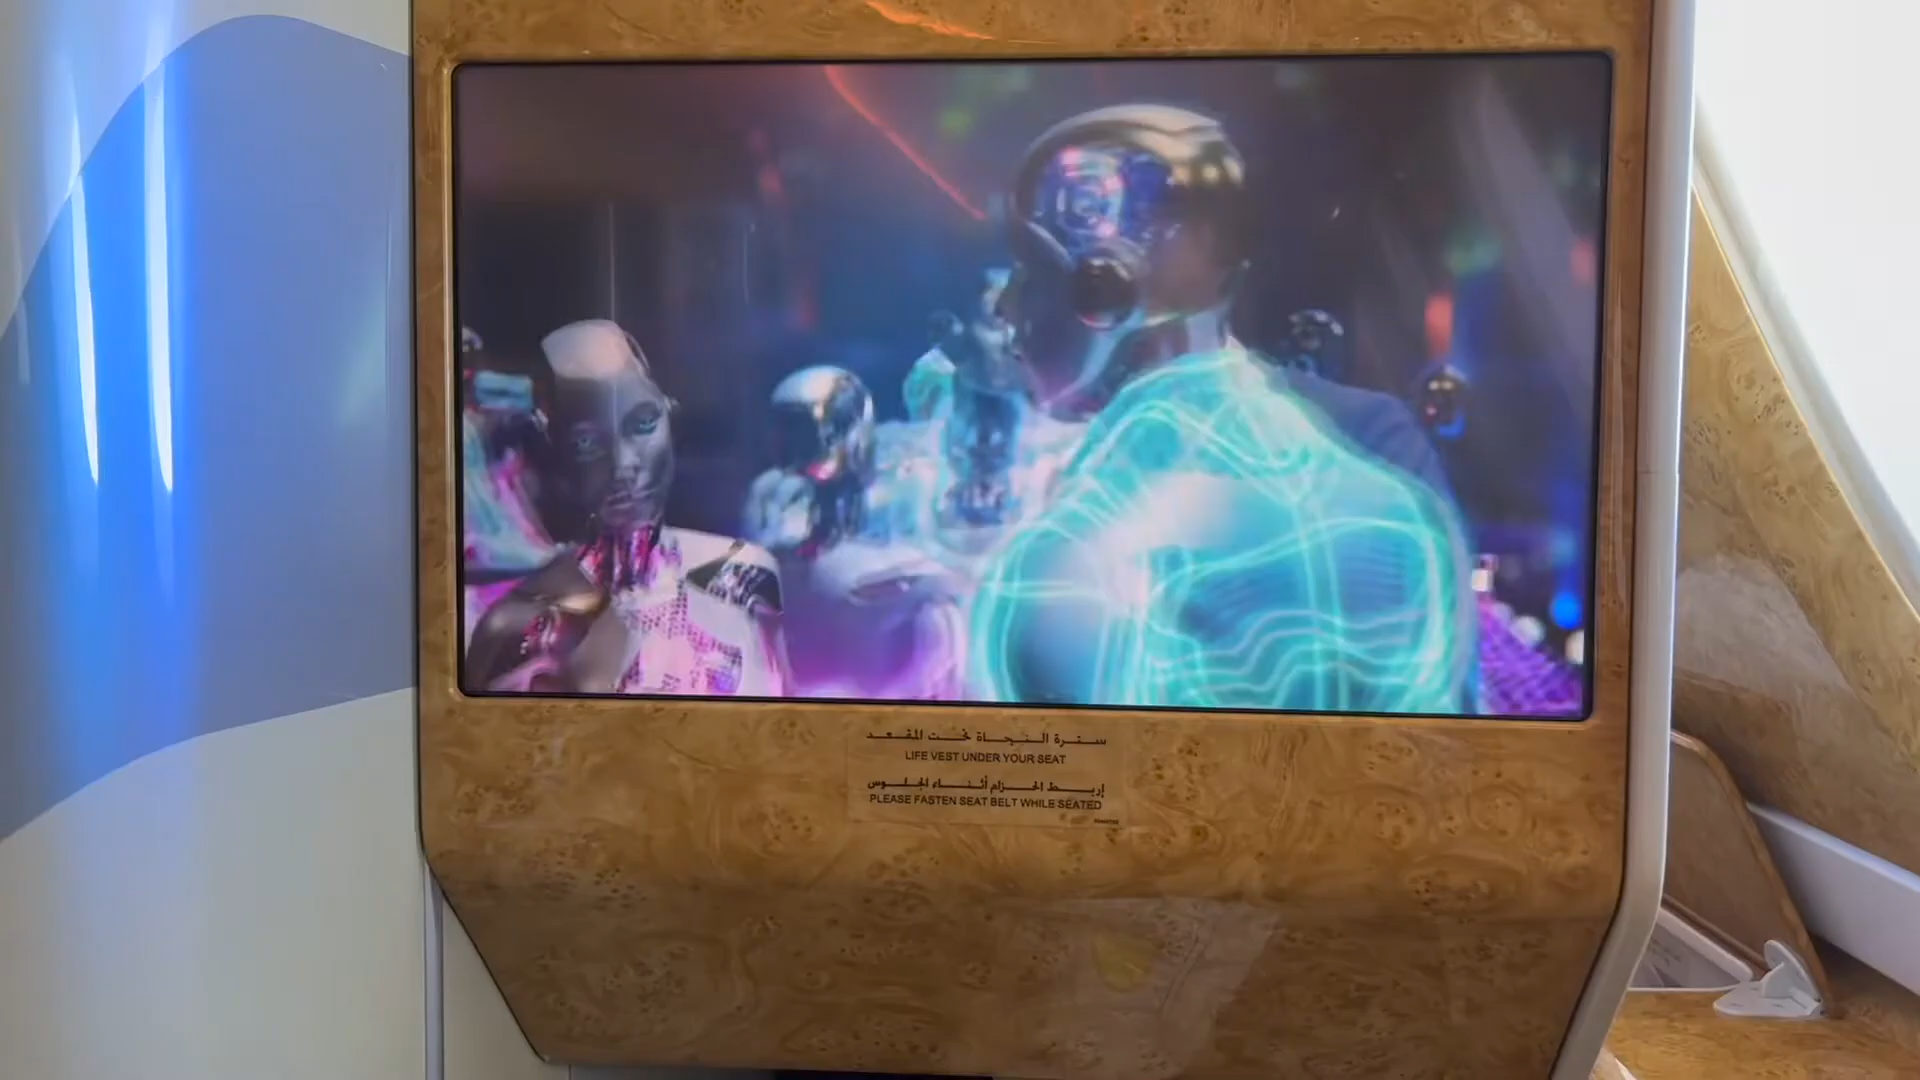 سترة النجاة تحت المقعد
LIFE VEST UNDER YOUR SEAT
إربط الحزام أثناء الجلوس
PLEASE FASTEN SEAT BELT WHILE SEATED